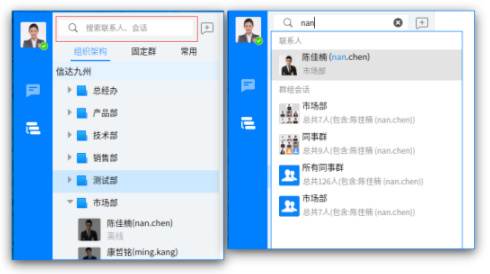 搜索联系人、会话
组织架构
固定群
常用
信达九州
总经办
产品部
技术部
销售部
测试部
市场部
陈佳楠(nan.chen)
离线
康哲铭(ming.kang)
nan
联系人
陈佳楠 (nan.chen)
市场部
群组会话
市场部
总共7人(包含:陈佳楠 (nan.chen))
同事群
总共9人(包含:陈佳楠 (nan.chen))
所有同事群
总共126人(包含:陈佳楠 (nan.chen))
市场部
总共7人(包含:陈佳楠 (nan.chen))